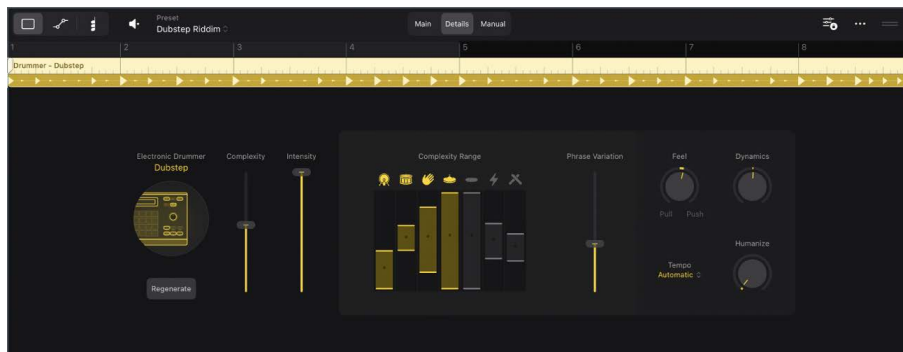 Preset
Dubstep Riddim
Main
Details
Manual
1 2 3 4 5 6 7 8
Drummer - Dubstep
Electronic Drummer
Dubstep
Complexity
Intensity
Complexity Range
Phrase Variation
Feel
Dynamics
Pull Push
Humanize
Tempo
Automatic
Regenerate